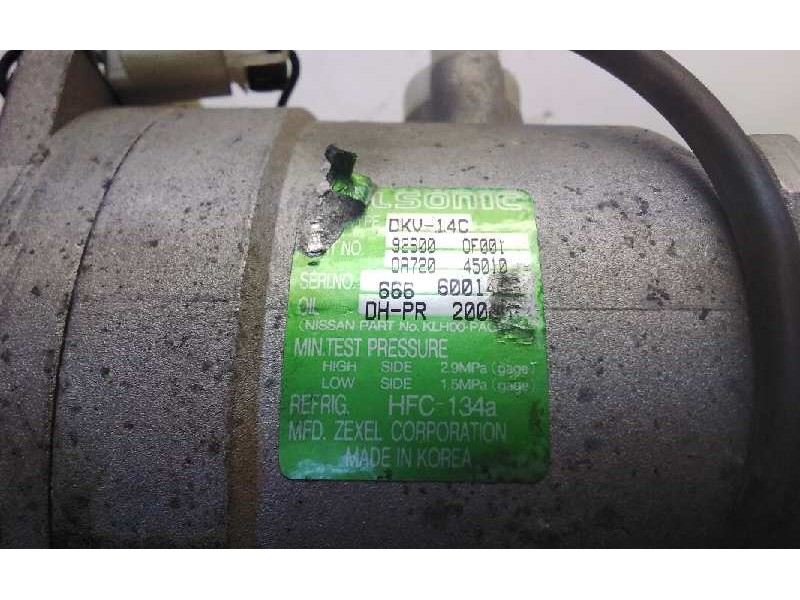 LSONIC
DKV-14C
NO 92600 0F001
0A720 45010
SERI.NO. 666 60014
OIL DH-PR 200
(NISSAN PART No. KLH00-PAG
MIN.TEST PRESSURE
HIGH SIDE 2.9MPa (gage)
LOW SIDE 1.5MPa (gage)
REFRIG. HFC-134a
MFD. ZEXEL CORPORATION
MADE IN KOREA